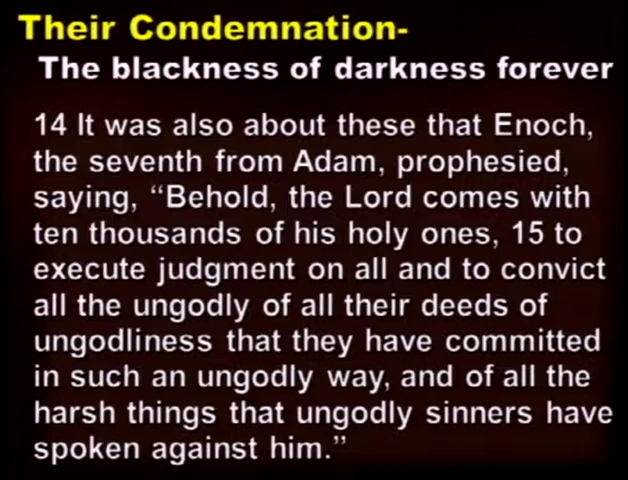 Their Condemnation-
The blackness of darkness forever
14 It was also about these that Enoch,
the seventh from Adam, prophesied,
saying, “Behold, the Lord comes with
ten thousands of his holy ones, 15 to
execute judgment on all and to convict
all the ungodly of all their deeds of
ungodliness that they have committed
in such an ungodly way, and of all the
harsh things that ungodly sinners have
spoken against him.”